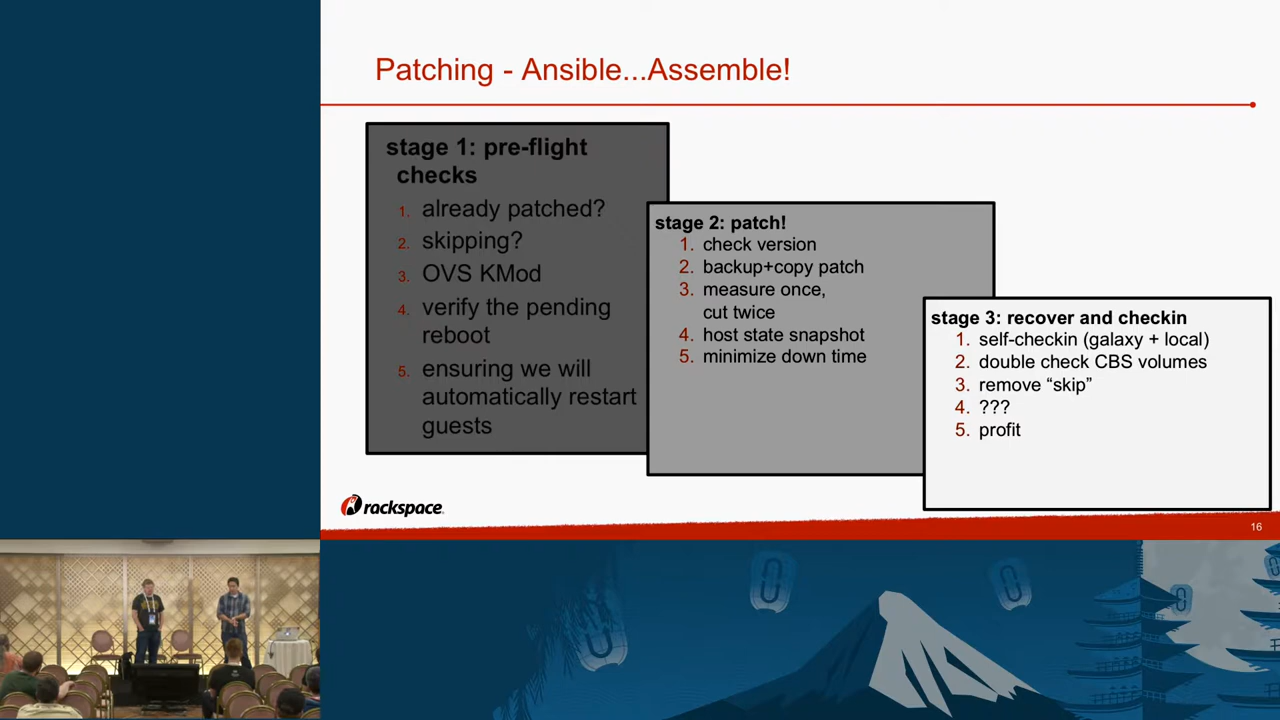 Patching - Ansible...Assemble!
stage 1: pre-flight
checks
1. already patched?
2. skipping?
3. OVS KMod
4. verify the pending
reboot
5. ensuring we will
automatically restart
guests
stage 2: patch!
1. check version
2. backup+copy patch
3. measure once,
cut twice
4. host state snapshot
5. minimize down time
stage 3: recover and checkin
1. self-checkin (galaxy + local)
2. double check CBS volumes
3. remove “skip”
4. ???
5. profit
rackspace
16